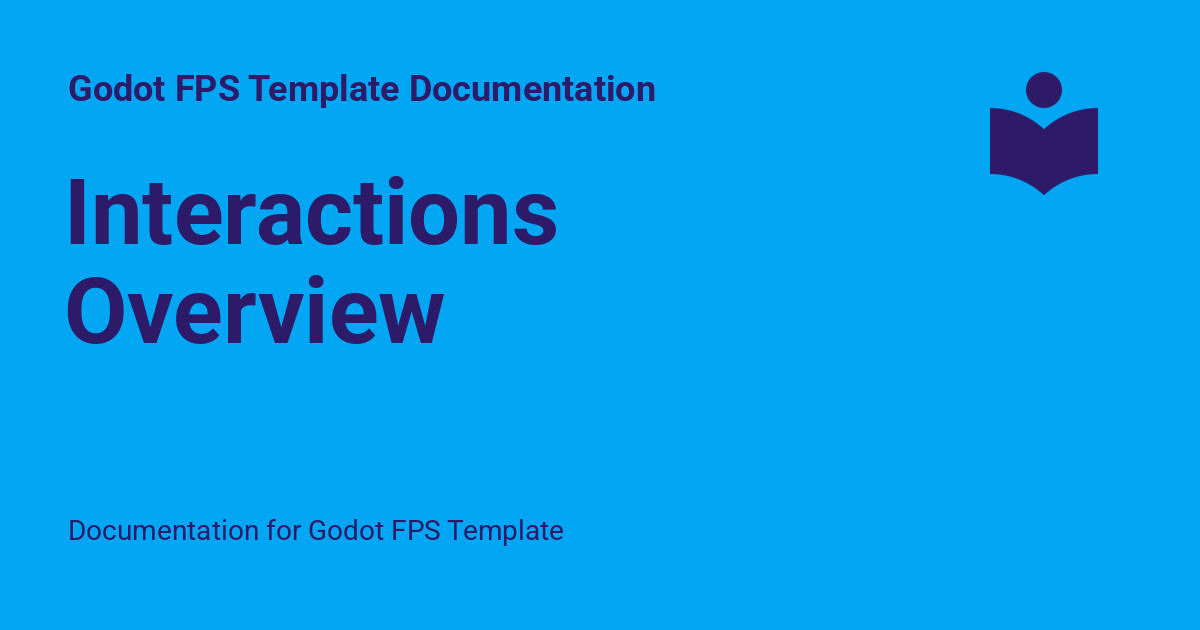 Godot FPS Template Documentation
Interactions
Overview
Documentation for Godot FPS Template